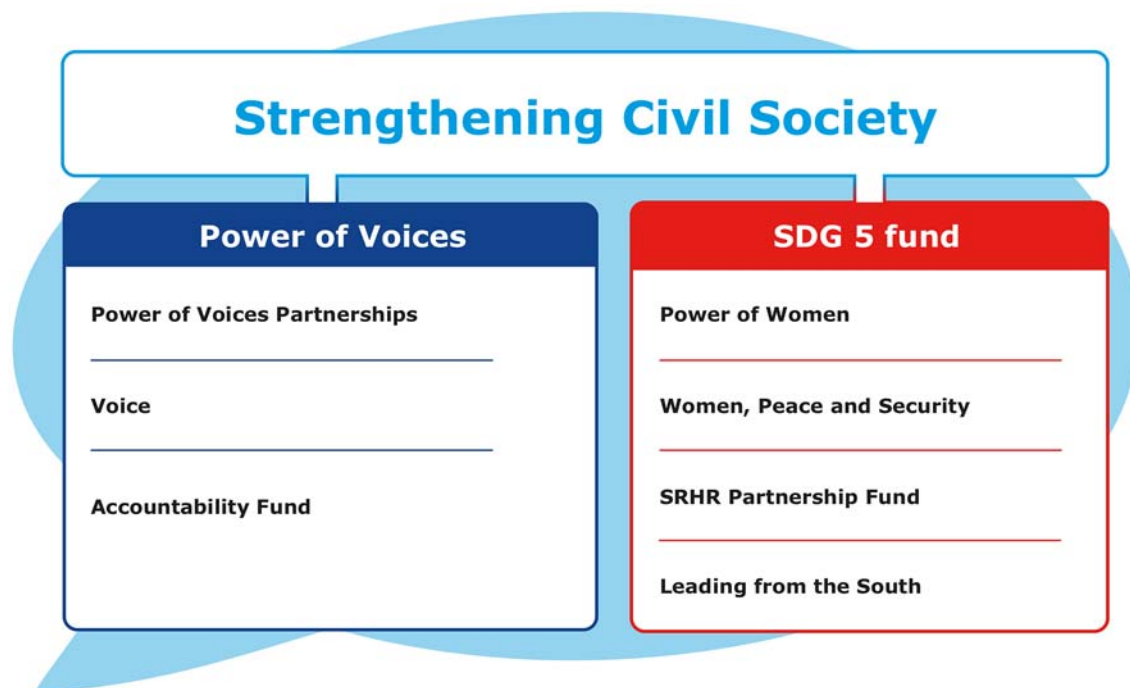 Strengthening Civil Society
Power of Voices
Power of Voices Partnerships
Voice
Accountability Fund
SDG 5 fund
Power of Women
Women, Peace and Security
SRHR Partnership Fund
Leading from the South